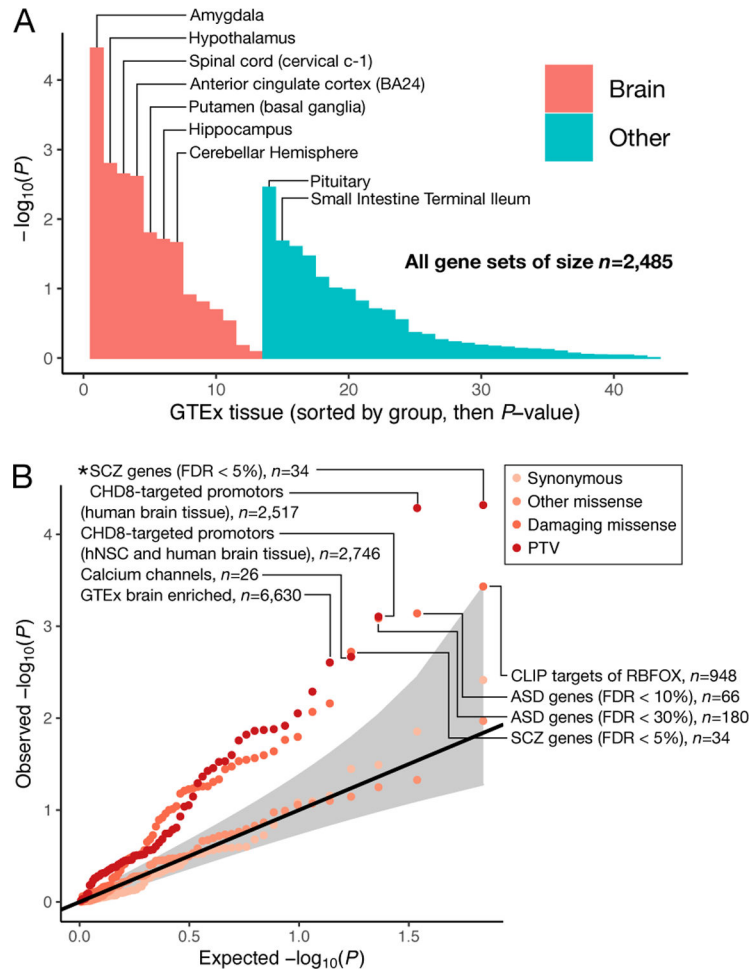 A
Amygdala
Hypothalamus
Spinal cord (cervical c-1)
Anterior cingulate cortex (BA24)
Putamen (basal ganglia)
Hippocampus
Cerebellar Hemisphere
Pituitary
Small Intestine Terminal Ileum
Brain
Other
All gene sets of size n=2,485
−log10(P)
4
3
2
1
0
0
10
20
30
40
GTEx tissue (sorted by group, then P–value)
B
*SCZ genes (FDR < 5%), n=34
CHD8-targeted promotors
(human brain tissue), n=2,517
CHD8-targeted promotors
(hNSC and human brain tissue), n=2,746
Calcium channels, n=26
GTEx brain enriched, n=6,630
Synonymous
Other missense
Damaging missense
PTV
CLIP targets of RBFOX, n=948
ASD genes (FDR < 10%), n=66
ASD genes (FDR < 30%), n=180
SCZ genes (FDR < 5%), n=34
Observed −log10(P)
4
3
2
1
0
0.0
0.5
1.0
1.5
Expected −log10(P)